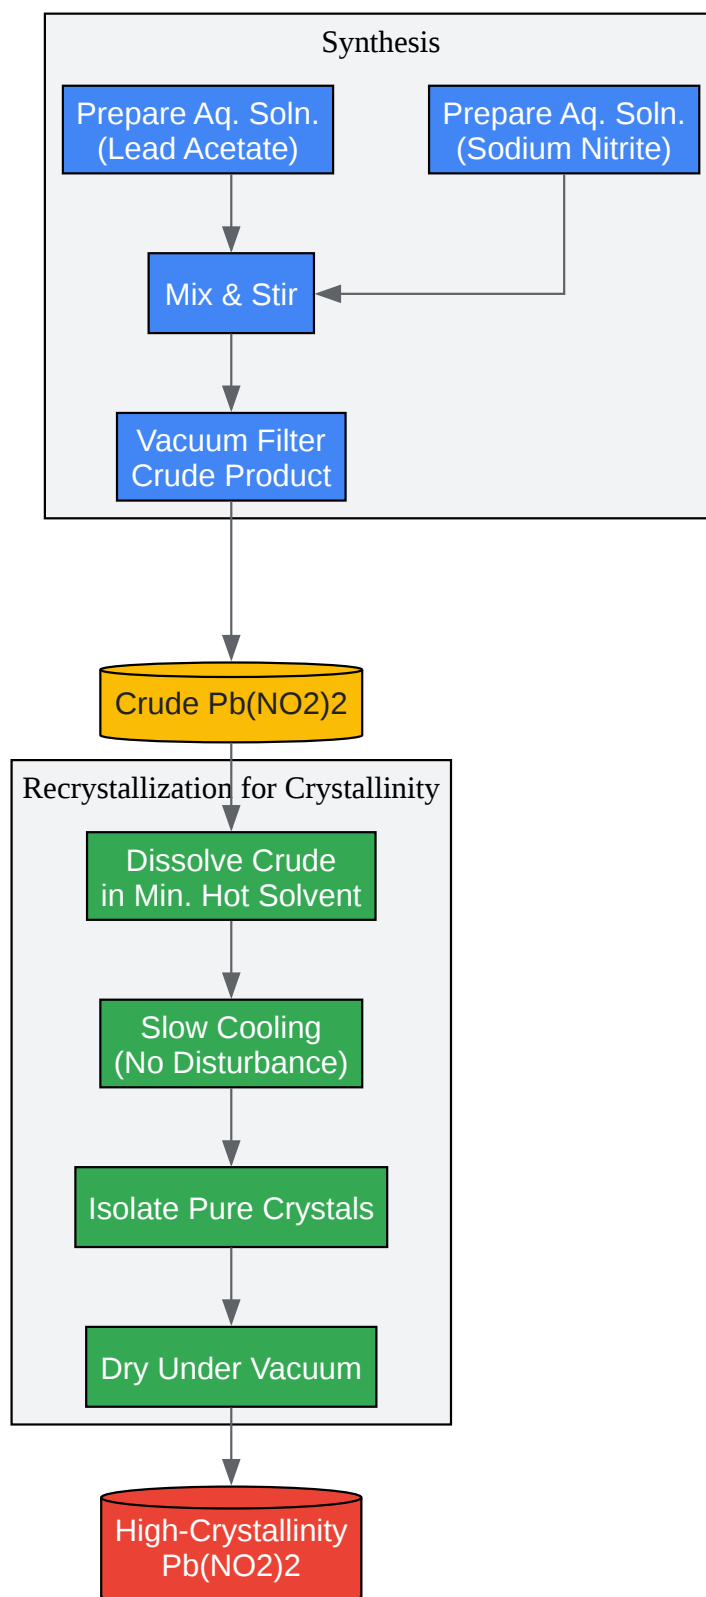 Synthesis
Prepare Aq. Soln.
(Lead Acetate)
Prepare Aq. Soln.
(Sodium Nitrite)
Mix & Stir
Vacuum Filter
Crude Product
Crude Pb(NO2)2
Recrystallization for Crystallinity
Dissolve Crude
in Min. Hot Solvent
Slow Cooling
(No Disturbance)
Isolate Pure Crystals
Dry Under Vacuum
High-Crystallinity
Pb(NO2)2